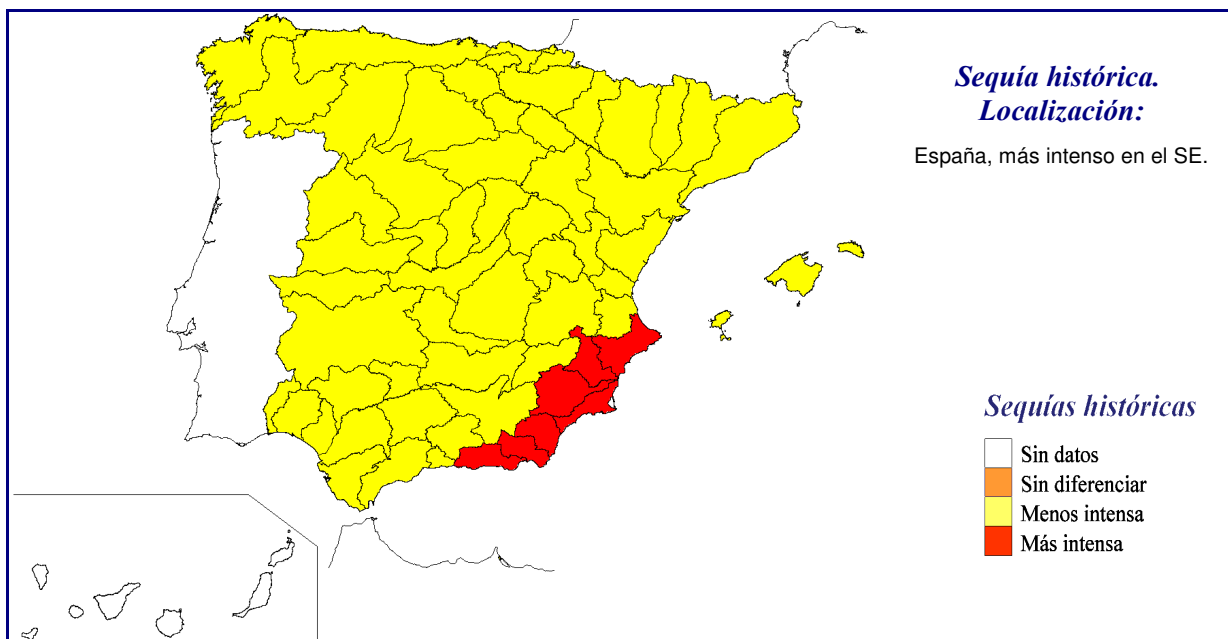 Sequía histórica.
Localización:
España, más intenso en el SE.
Sequías históricas
Sin datos
Sin diferenciar
Menos intensa
Más intensa